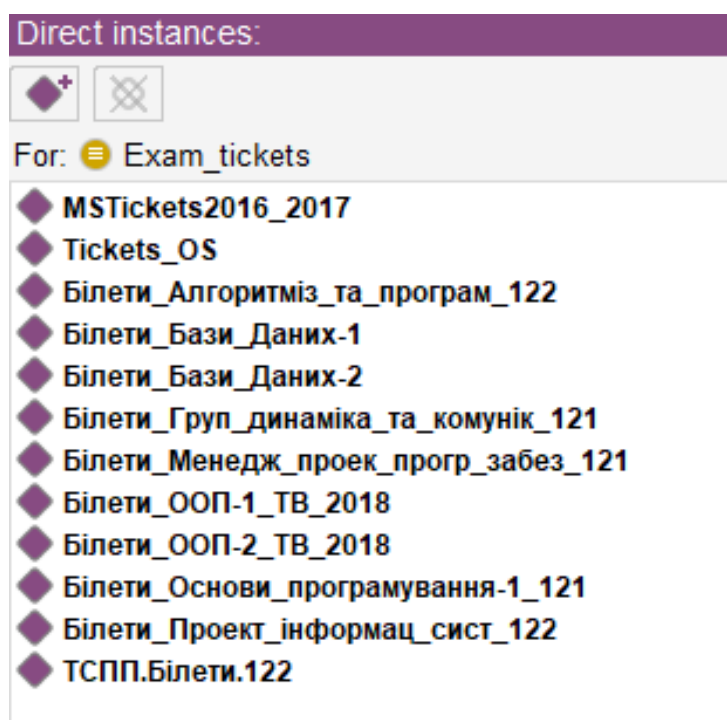 Direct instances:
For: Exam_tickets
MSTickets2016_2017
Tickets_OS
Білети_Алгоритміз_та_програм_122
Білети_Бази_Даних-1
Білети_Бази_Даних-2
Білети_Груп_динаміка_та_комунік_121
Білети_Менедж_проек_прогр_забез_121
Білети_ООП-1_ТВ_2018
Білети_ООП-2_ТВ_2018
Білети_Основи_програмування-1_121
Білети_Проект_інформац_сист_122
ТСПП.Білети.122